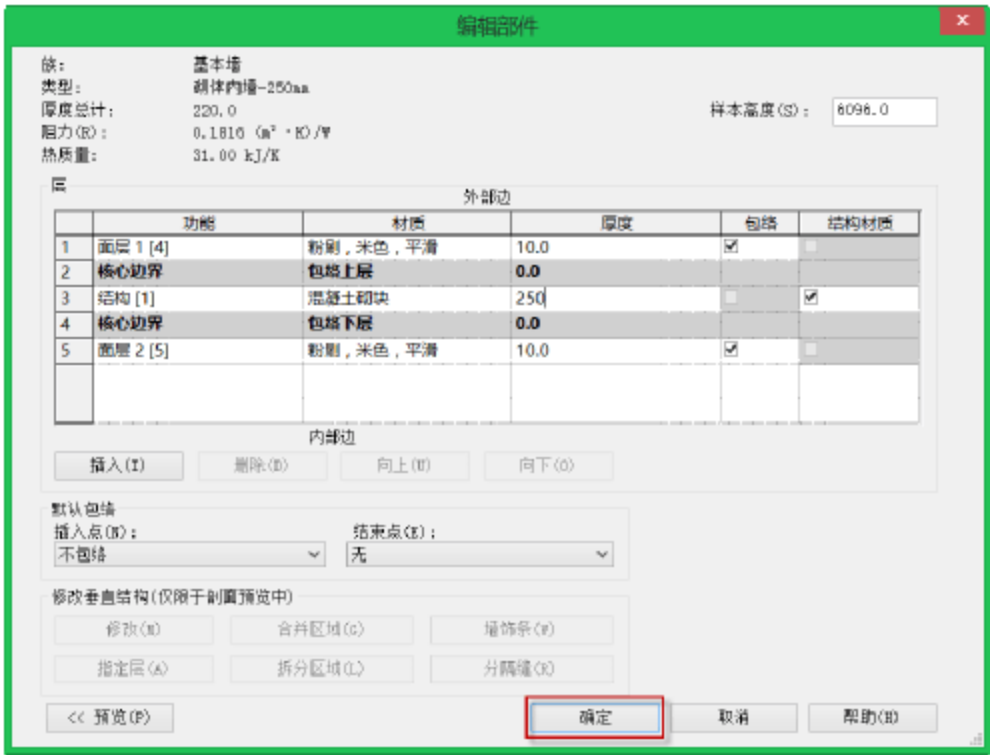 编辑部件
族： 基本墙
类型： 砌体内墙-250mm
厚度总计： 220.0 样本高度(S)： 6096.0
阻力(R)： 0.1816 (m²·K)/W
热质量： 31.00 kJ/K
层
外部边
功能 材质 厚度 包络 结构材质
1 面层 1 [4] 粉刷，米色，平滑 10.0
2 核心边界 包络上层 0.0
3 结构 [1] 混凝土砌块 250
4 核心边界 包络下层 0.0
5 面层 2 [5] 粉刷，米色，平滑 10.0
内部边
插入(I) 删除(D) 向上(U) 向下(O)
默认包络
插入点(N)： 结束点(E)：
不包络 无
修改垂直结构(仅限于剖面预览中)
修改(M) 合并区域(G) 墙饰条(W)
指定层(A) 拆分区域(L) 分隔缝(R)
<< 预览(P) 确定 取消 帮助(H)